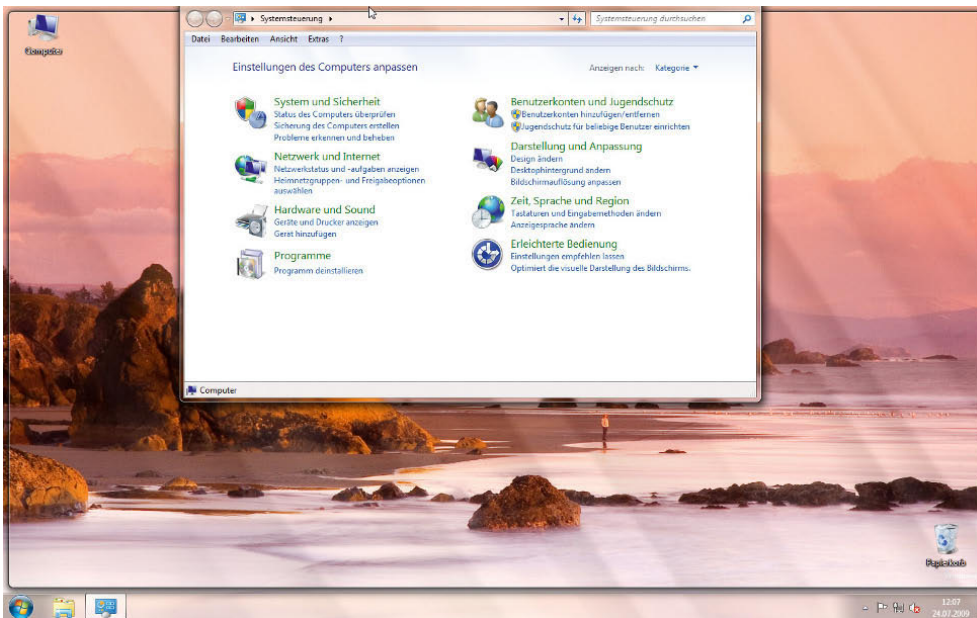 Computer
Systemsteuerung
Systemsteuerung durchsuchen
Datei Bearbeiten Ansicht Extras ?
Einstellungen des Computers anpassen
Anzeigen nach: Kategorie
System und Sicherheit
Status des Computers überprüfen
Sicherung des Computers erstellen
Probleme erkennen und beheben
Netzwerk und Internet
Netzwerkstatus und -aufgaben anzeigen
Heimnetzgruppen- und Freigabeoptionen
auswählen
Hardware und Sound
Geräte und Drucker anzeigen
Gerät hinzufügen
Programme
Programm deinstallieren
Benutzerkonten und Jugendschutz
Benutzerkonten hinzufügen/entfernen
Jugendschutz für beliebige Benutzer einrichten
Darstellung und Anpassung
Design ändern
Desktophintergrund ändern
Bildschirmauflösung anpassen
Zeit, Sprache und Region
Tastaturen und Eingabemethoden ändern
Anzeigesprache ändern
Erleichterte Bedienung
Einstellungen empfehlen lassen
Optimiert die visuelle Darstellung des Bildschirms.
Computer
Papierkorb
12:07
24.07.2009